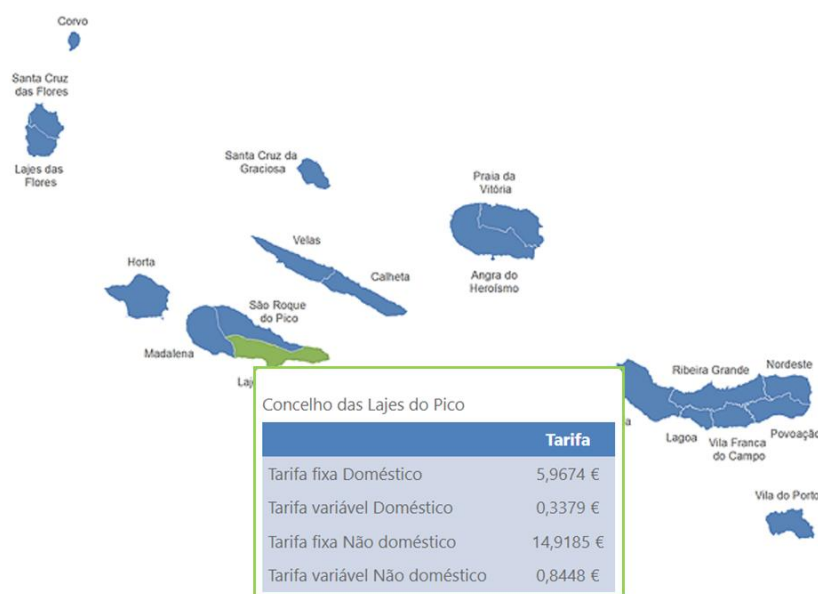 Corvo
Santa Cruz
das Flores
Lajes das
Flores
Santa Cruz da
Graciosa
Praia da
Vitória
Angra do
Heroísmo
Velas
Calheta
Horta
São Roque
do Pico
Madalena
Ribeira Grande
Nordeste
Lagoa
Vila Franca
do Campo
Povoação
Vila do Porto
Concelho das Lajes do Pico
Tarifa
Tarifa fixa Doméstico 5,9674 €
Tarifa variável Doméstico 0,3379 €
Tarifa fixa Não doméstico 14,9185 €
Tarifa variável Não doméstico 0,8448 €